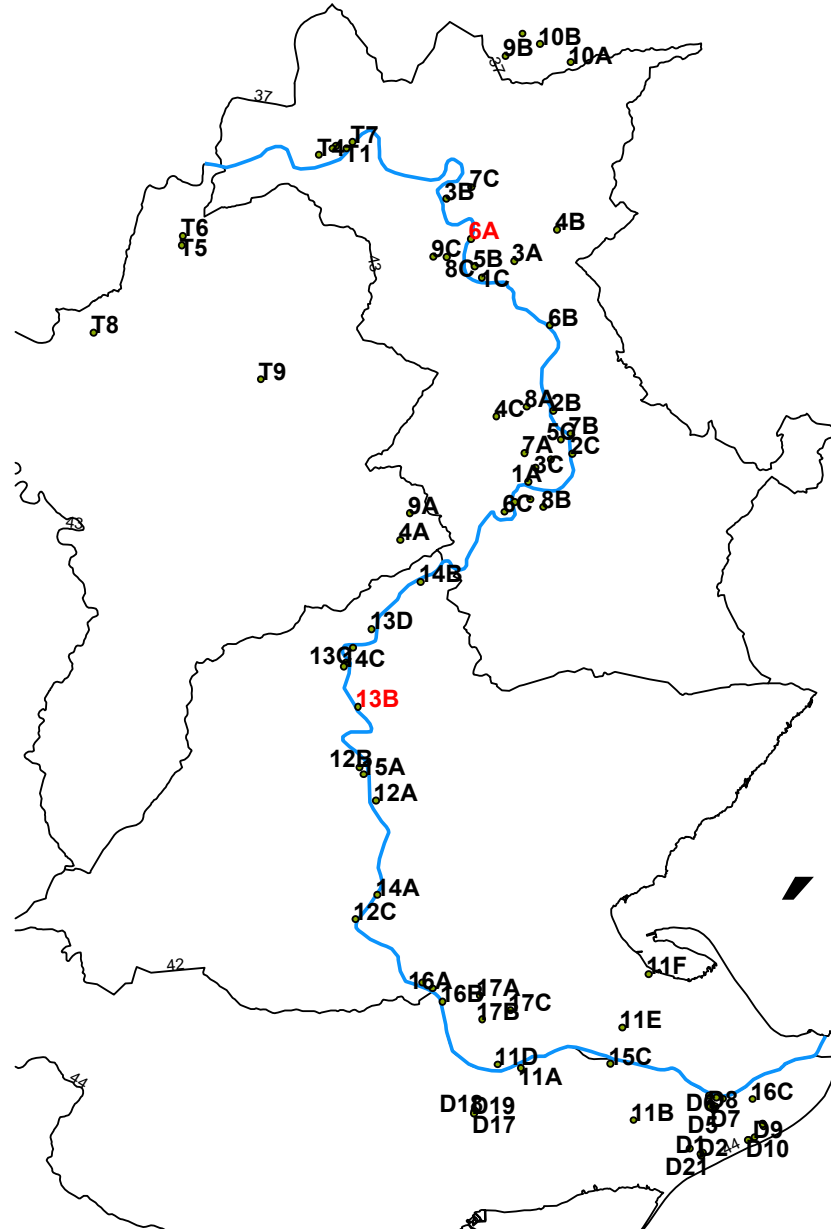 10B
9B
10A
37
37
T7
T4
T1
7C
3B
4B
6A
T6
T5
43
9C
8C
5B
3A
1C
6B
T8
T9
8A
4C
2B
7B
5C
7A
2C
3C
1A
9A
6C
8B
43
4A
14B
13D
13C
14C
13B
12B
15A
12A
14A
12C
42
11F
16A
17A
16B
17C
17B
11E
11D
15C
11A
44
D18
D19
D17
11B
D6
D8
16C
D7
D5
D9
D1
D2
44
D10
D21